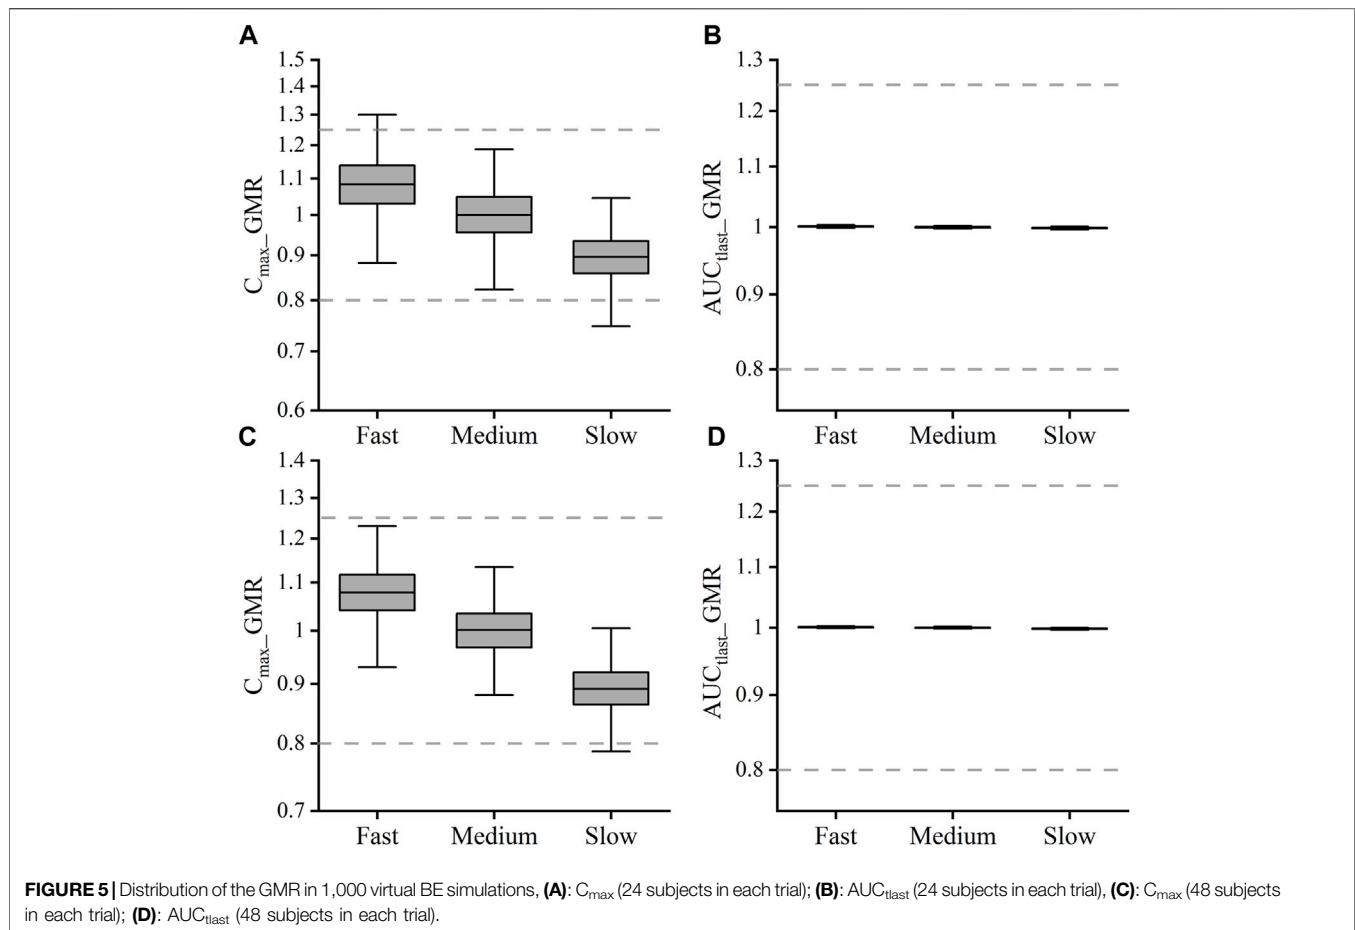 A
1.5
1.4
1.3
1.2
1.1
1
0.9
0.8
0.7
0.6
Cmax_GMR
Fast Medium Slow
B
1.3
1.2
1.1
1
0.9
0.8
AUCtlast_GMR
Fast Medium Slow
C
1.4
1.3
1.2
1.1
1
0.9
0.8
0.7
Cmax_GMR
Fast Medium Slow
D
1.3
1.2
1.1
1
0.9
0.8
AUCtlast_GMR
Fast Medium Slow
FIGURE 5 | Distribution of the GMR in 1,000 virtual BE simulations, (A): Cmax (24 subjects in each trial); (B): AUCtlast (24 subjects in each trial), (C): Cmax (48 subjects
in each trial); (D): AUCtlast (48 subjects in each trial).